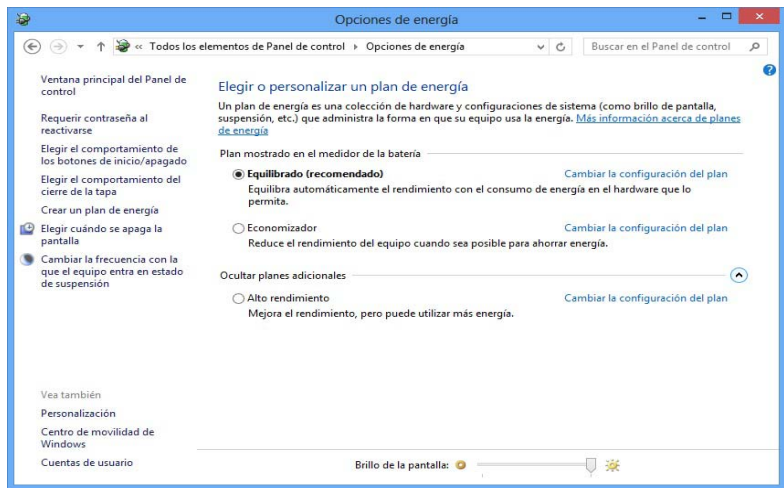 Opciones de energía
« Todos los elementos de Panel de control ▸ Opciones de energía
Buscar en el Panel de control
Ventana principal del Panel de
control
Requerir contraseña al
reactivarse
Elegir el comportamiento de
los botones de inicio/apagado
Elegir el comportamiento del
cierre de la tapa
Crear un plan de energía
Elegir cuándo se apaga la
pantalla
Cambiar la frecuencia con la
que el equipo entra en estado
de suspensión
Vea también
Personalización
Centro de movilidad de
Windows
Cuentas de usuario
Elegir o personalizar un plan de energía
Un plan de energía es una colección de hardware y configuraciones de sistema (como brillo de pantalla,
suspensión, etc.) que administra la forma en que su equipo usa la energía. Más información acerca de planes
de energía
Plan mostrado en el medidor de la batería
Equilibrado (recomendado) Cambiar la configuración del plan
Equilibra automáticamente el rendimiento con el consumo de energía en el hardware que lo
permita.
Economizador Cambiar la configuración del plan
Reduce el rendimiento del equipo cuando sea posible para ahorrar energía.
Ocultar planes adicionales
Alto rendimiento Cambiar la configuración del plan
Mejora el rendimiento, pero puede utilizar más energía.
Brillo de la pantalla: